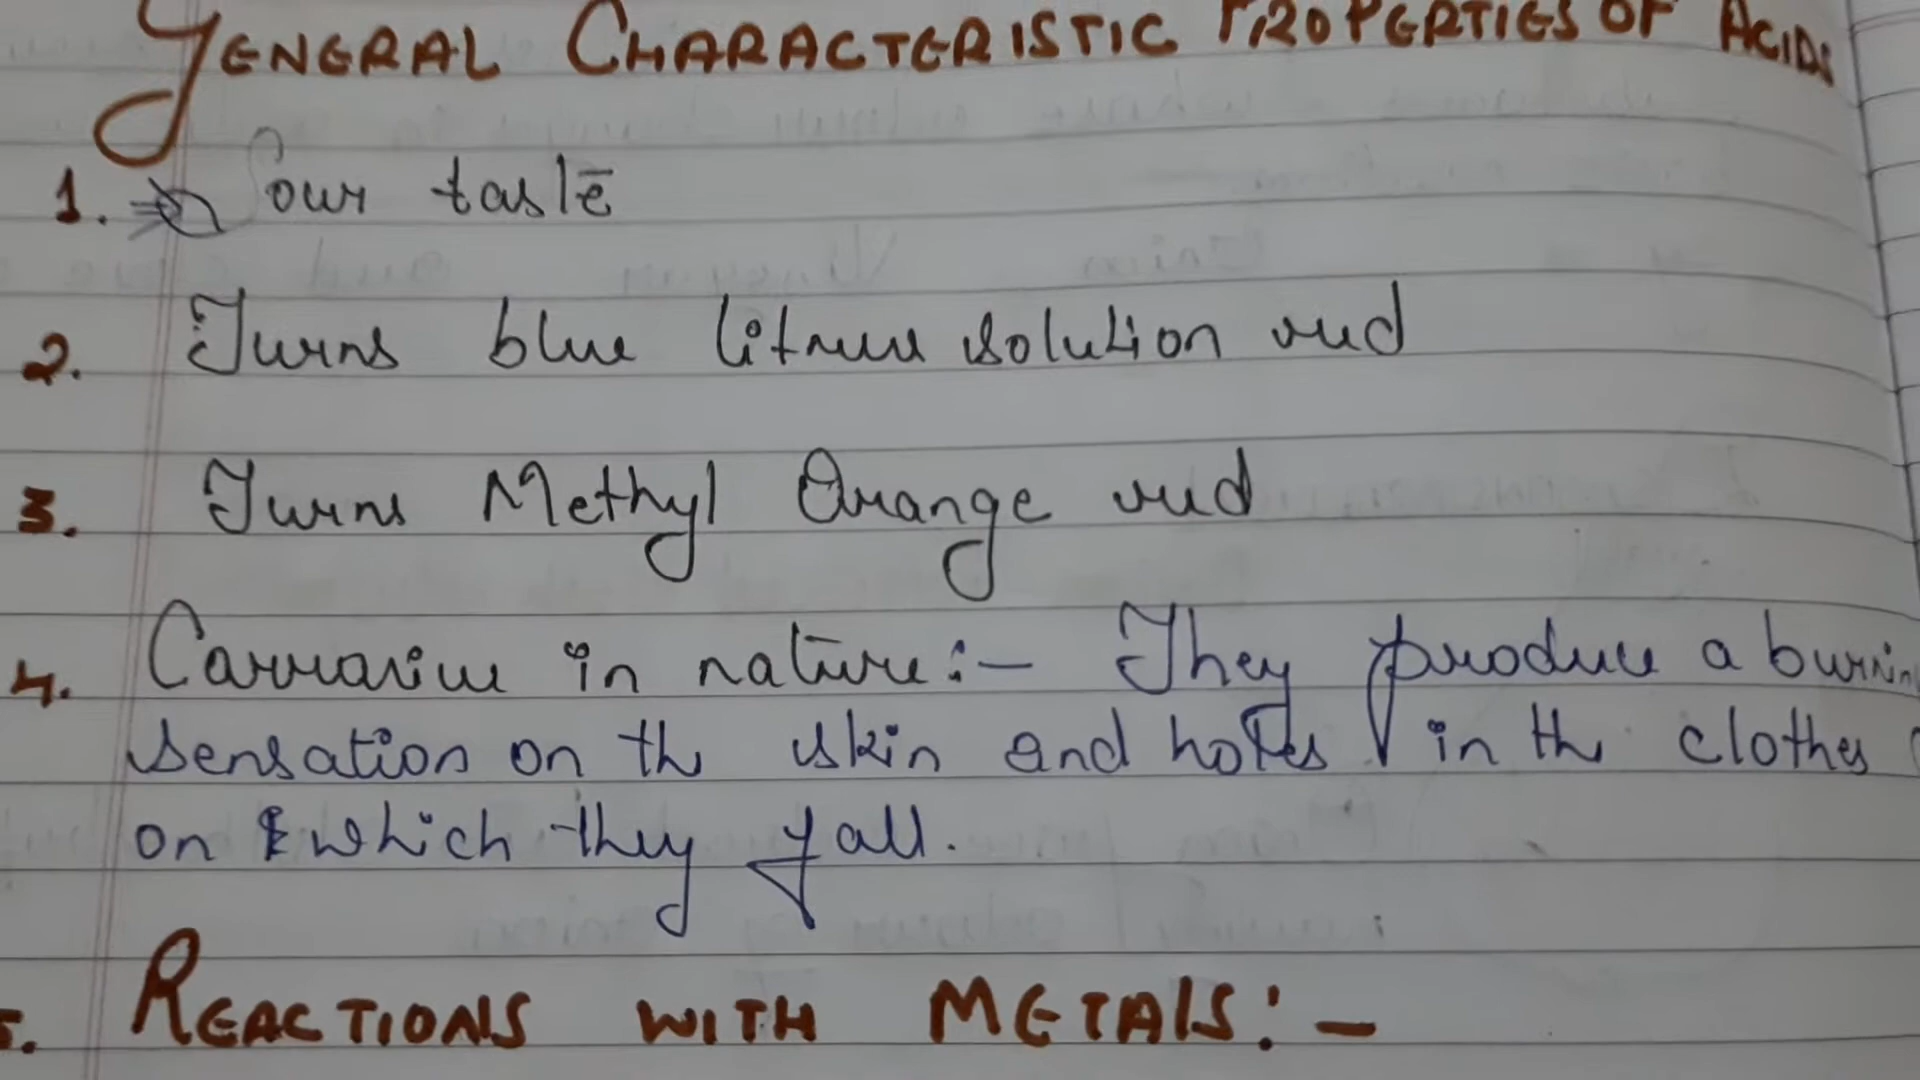 GENERAL CHARACTERISTIC PROPERTIES OF ACIDS
1. Sour taste
2. Turns blue litmus solution red
3. Turns Methyl Orange red
4. Corrosive in nature:- They produce a burnin
sensation on the skin and holes in the clothes
on which they fall.
5. REACTIONS WITH METALS:-